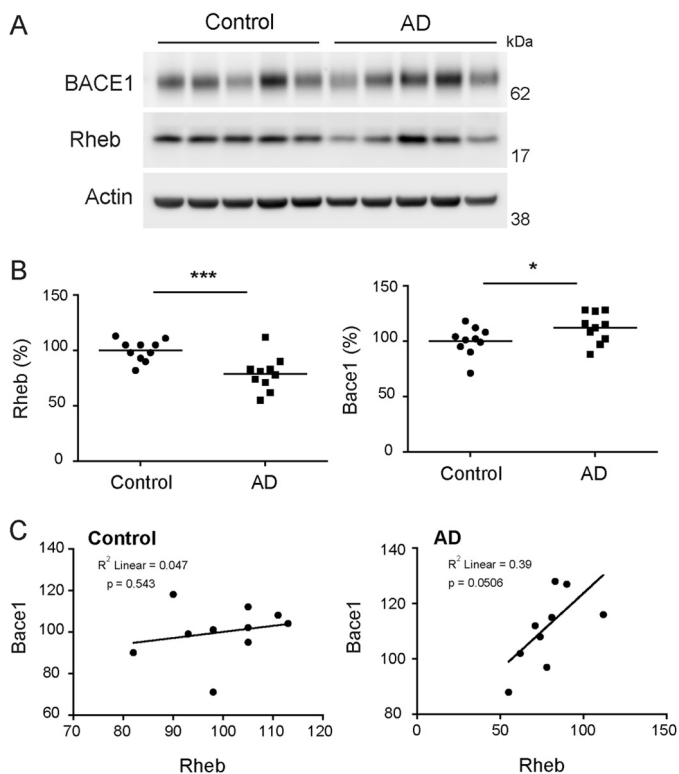 A
Control
AD
kDa
BACE1
62
Rheb
17
Actin
38
B
***
Rheb (%)
150
100
50
0
Control
AD
*
Bace1 (%)
150
100
50
0
Control
AD
C
Control
R² Linear = 0.047
p = 0.543
Bace1
140
120
100
80
60
70
80
90
100
110
120
Rheb
AD
R² Linear = 0.39
p = 0.0506
Bace1
140
120
100
80
0
50
100
150
Rheb